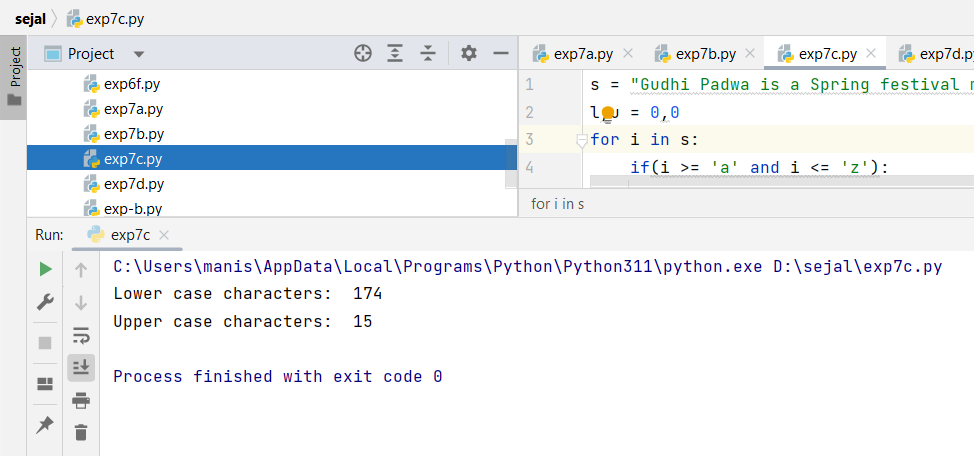 sejal exp7c.py
Project
Project
exp6f.py
exp7a.py
exp7b.py
exp7c.py
exp7d.py
exp-b.py
exp7a.py exp7b.py exp7c.py exp7d.py
1 s = "Gudhi Padwa is a Spring festival
2 = 0,0
3 for i in s:
4 if(i >= 'a' and i <= 'z'):
for i in s
Run: exp7c
C:\Users\manis\AppData\Local\Programs\Python\Python311\python.exe D:\sejal\exp7c.py
Lower case characters: 174
Upper case characters: 15
Process finished with exit code 0